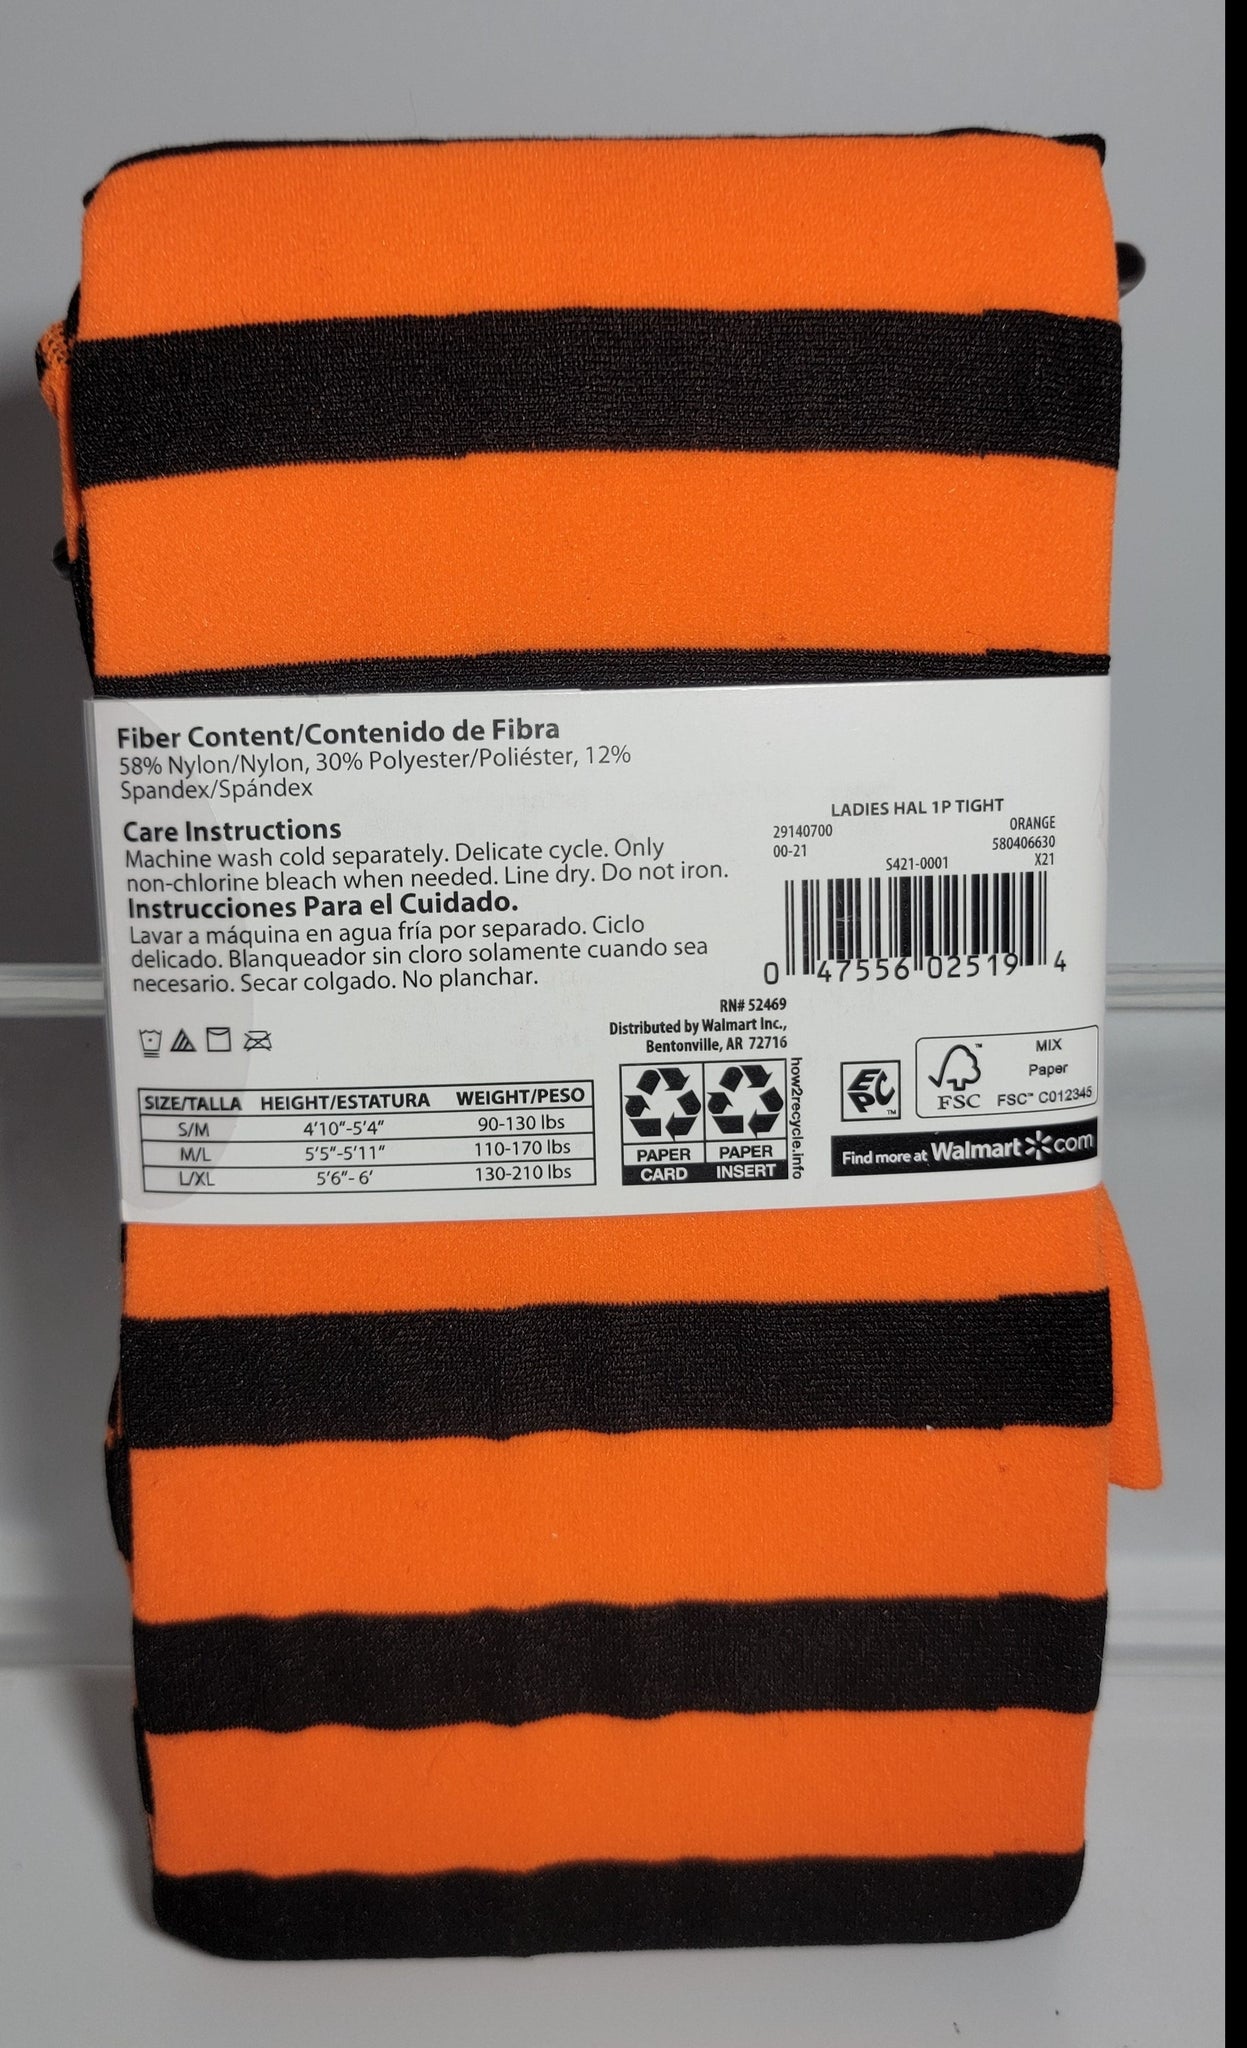 Fiber Content/Contenido de Fibra
58% Nylon/Nylon, 30% Polyester/Poliéster, 12%
Spandex/Spándex
Care Instructions
Machine wash cold separately. Delicate cycle. Only
non-chlorine bleach when needed. Line dry. Do not iron.
Instrucciones Para el Cuidado.
Lavar a máquina en agua fría por separado. Ciclo
delicado. Blanqueador sin cloro solamente cuando sea
necesario. Secar colgado. No planchar.
SIZE/TALLA HEIGHT/ESTATURA WEIGHT/PESO
S/M 4'10"-5'4" 90-130 lbs
M/L 5'5"-5'11" 110-170 lbs
L/XL 5'6"- 6' 130-210 lbs
LADIES HAL 1P TIGHT
29140700 ORANGE
00-21 580406630
S421-0001 X21
0 47556 02519 4
RN# 52469
Distributed by Walmart Inc.,
Bentonville, AR 72716
PAPER PAPER
CARD INSERT
how2recycle.info
EPC™
FSC™
MIX
Paper
FSC™ C012345
Find more at Walmart.com